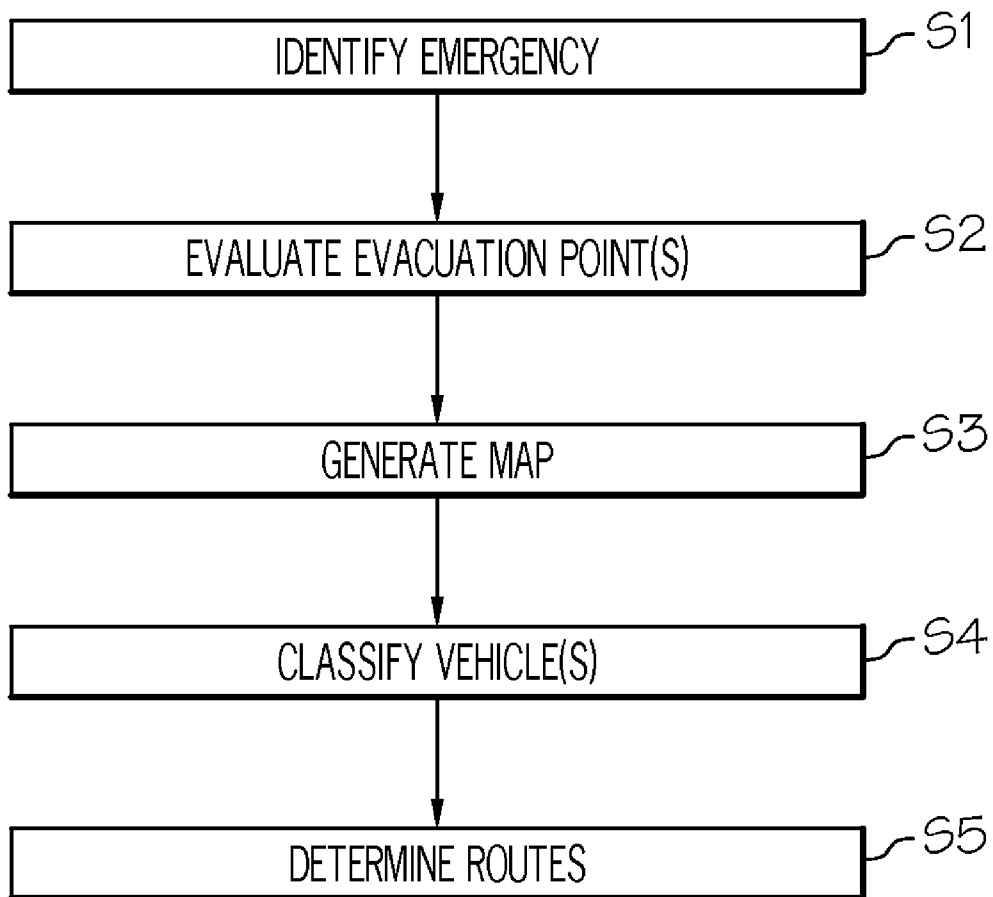 IDENTIFY EMERGENCY
S1
EVALUATE EVACUATION POINT(S)
S2
GENERATE MAP
S3
CLASSIFY VEHICLE(S)
S4
DETERMINE ROUTES
S5